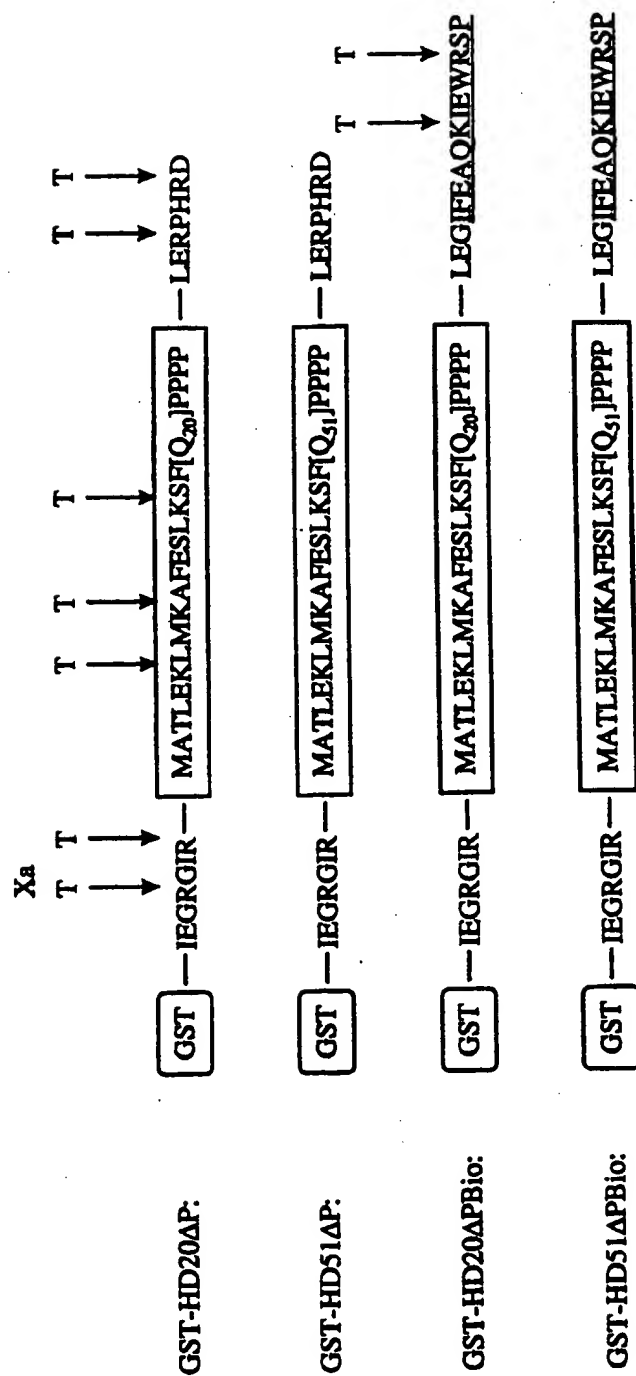 Xa
T T T T T T T
GST-HD20ΔP: GST — IEGRGIR — MATLEKLMKAFESLKSF[Q20]PPPP — LERPHRD
GST-HD51ΔP: GST — IEGRGIR — MATLEKLMKAFESLKSF[Q51]PPPP — LERPHRD
T T
GST-HD20ΔPBio: GST — IEGRGIR — MATLEKLMKAFESLKSF[Q20]PPPP — LEGIFEAQKIEWRSP
GST-HD51ΔPBio: GST — IEGRGIR — MATLEKLMKAFESLKSF[Q51]PPPP — LEGIFEAQKIEWRSP